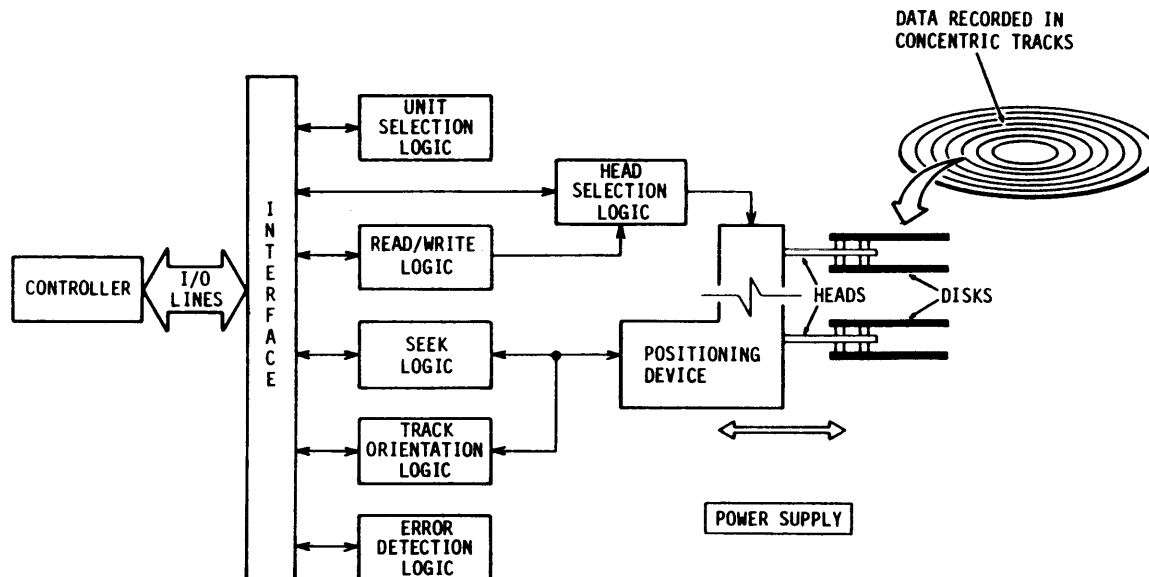 DATA RECORDED IN
CONCENTRIC TRACKS
UNIT
SELECTION
LOGIC
HEAD
SELECTION
LOGIC
INTERFACE
READ/WRITE
LOGIC
CONTROLLER
I/O
LINES
HEADS
DISKS
SEEK
LOGIC
POSITIONING
DEVICE
TRACK
ORIENTATION
LOGIC
POWER SUPPLY
ERROR
DETECTION
LOGIC